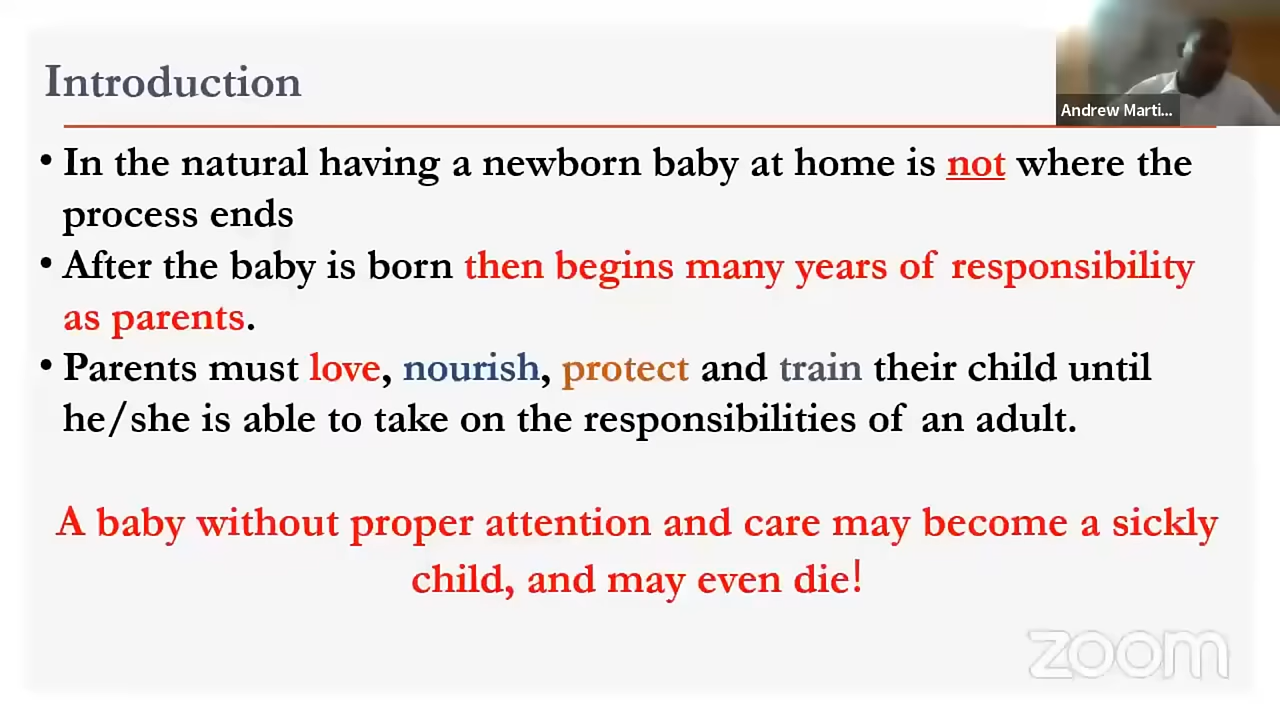 Introduction
Andrew Marti...
• In the natural having a newborn baby at home is not where the
process ends
• After the baby is born then begins many years of responsibility
as parents.
• Parents must love, nourish, protect and train their child until
he/she is able to take on the responsibilities of an adult.
A baby without proper attention and care may become a sickly
child, and may even die!
zoom